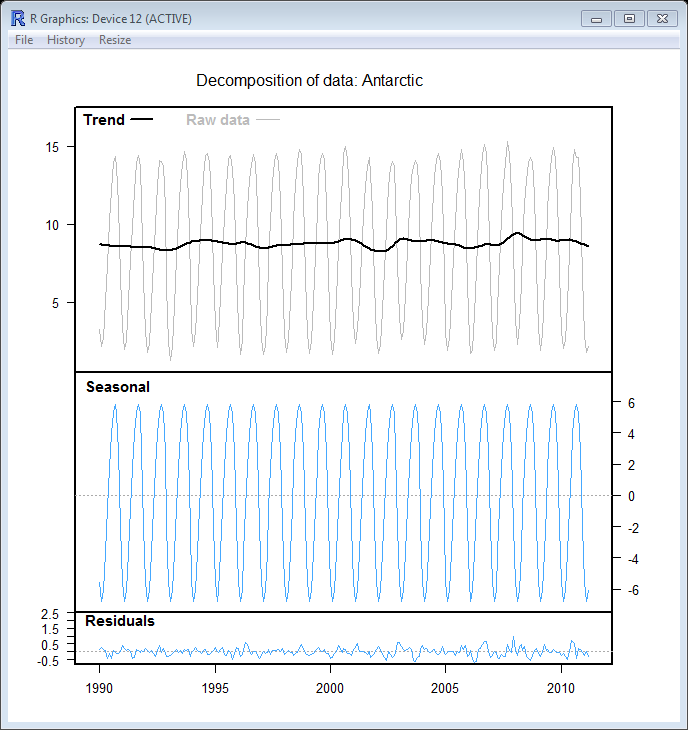 R Graphics: Device 12 (ACTIVE)
File History Resize
Decomposition of data: Antarctic
Trend Raw data
15
10
5
Seasonal
6
4
2
0
-2
-4
-6
Residuals
2.5
1.5
0.5
-0.5
1990 1995 2000 2005 2010